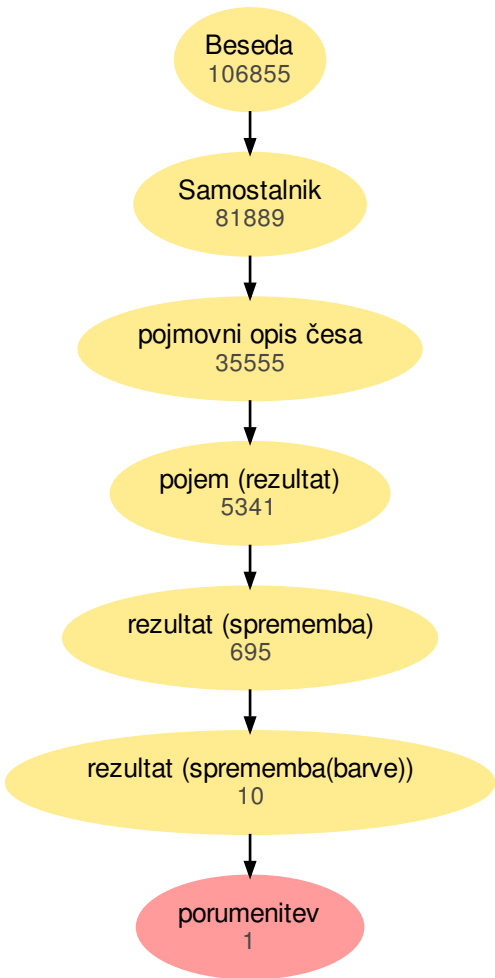 Beseda
106855
Samostalnik
81889
pojmovni opis česa
35555
pojem (rezultat)
5341
rezultat (sprememba)
695
rezultat (sprememba(barve))
10
porumenitev
1